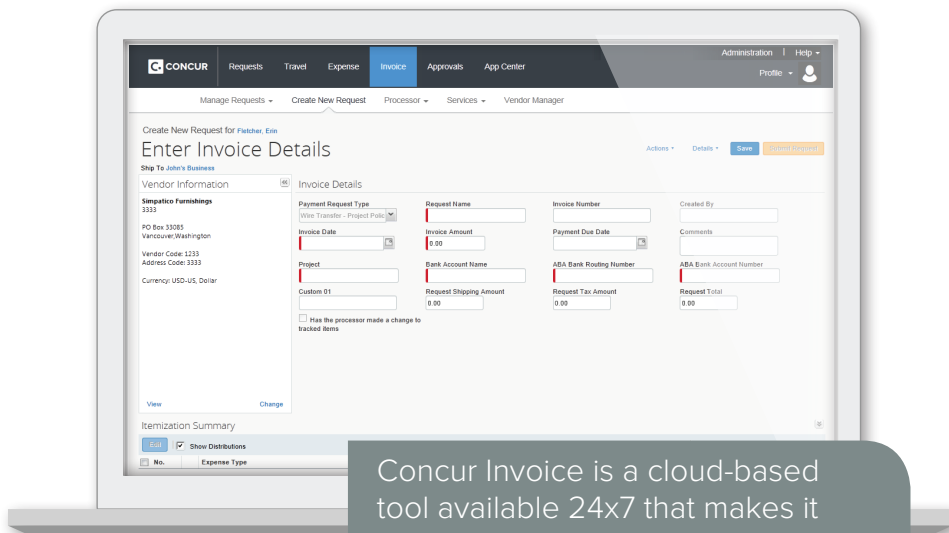 Administration | Help
C. CONCUR Requests Travel Expense Invoice Approvals App Center
Profile
Manage Requests Create New Request Processor Services Vendor Manager
Create New Request for Fletcher, Erin
Enter Invoice Details
Actions Details Save Submit Request
Ship To John's Business
Vendor Information
Invoice Details
Simpatico Furnishings
3333
PO Box 33085
Vancouver,Washington
Vendor Code: 1233
Address Code: 3333
Currency: USD-US, Dollar
View Change
Payment Request Type Request Name Invoice Number Created By
Wire Transfer - Project Polic
Invoice Date Invoice Amount Payment Due Date Comments
0.00
Project Bank Account Name ABA Bank Routing Number ABA Bank Account Number
Custom 01 Request Shipping Amount Request Tax Amount Request Total
0.00 0.00 0.00
Has the processor made a change to
tracked items
Itemization Summary
Edit Show Distributions
No. Expense Type
Concur Invoice is a cloud-based
tool available 24x7 that makes it